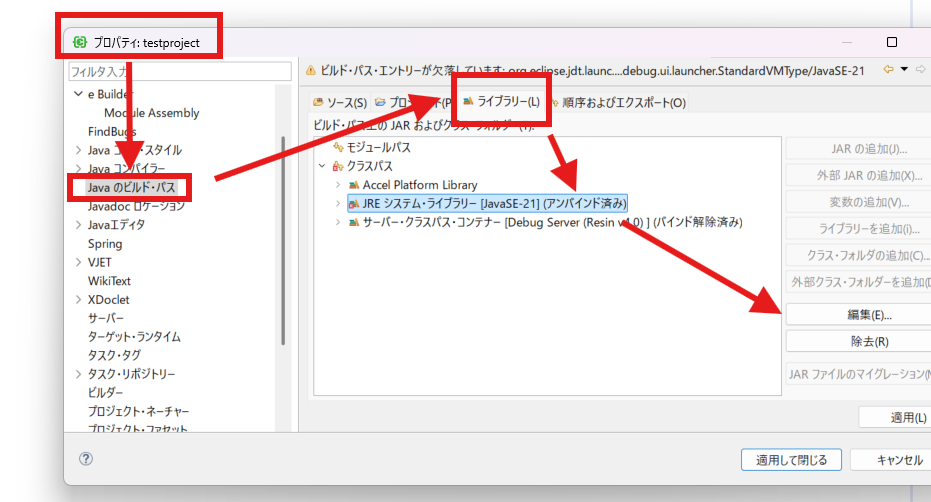 プロパティ: testproject
フィルタ入力
ビルド・パス・エントリーが欠落しています: org.eclipse.jdt.launc....debug.ui.launcher.StandardVMType/JavaSE-21
e Builder
Module Assembly
FindBugs
Java スタイル
Java コンパイラー
Java のビルド・パス
Javadoc ロケーション
Javaエディタ
Spring
VJET
WikiText
XDoclet
サーバー
ターゲット・ランタイム
タスク・タグ
タスク・リポジトリー
ビルダー
プロジェクト・ネーチャー
プロジェクト・ファセット
ソース(S)
ライブラリー(L)
順序およびエクスポート(O)
ビルド・パス上の JAR およびクラス・フォルダー(T):
モジュールパス
クラスパス
Accel Platform Library
JRE システム・ライブラリー [JavaSE-21] (アンバインド済み)
サーバー・クラスパス・コンテナー [Debug Server (Resin v4.0) ] (バインド解除済み)
JAR の追加(J)...
外部 JAR の追加(X)...
変数の追加(V)...
ライブラリーを追加(i)...
クラス・フォルダの追加(C)...
外部クラス・フォルダーを追加(D
編集(E)...
除去(R)
JAR ファイルのマイグレーション(M
適用(L)
?
適用して閉じる
キャンセル